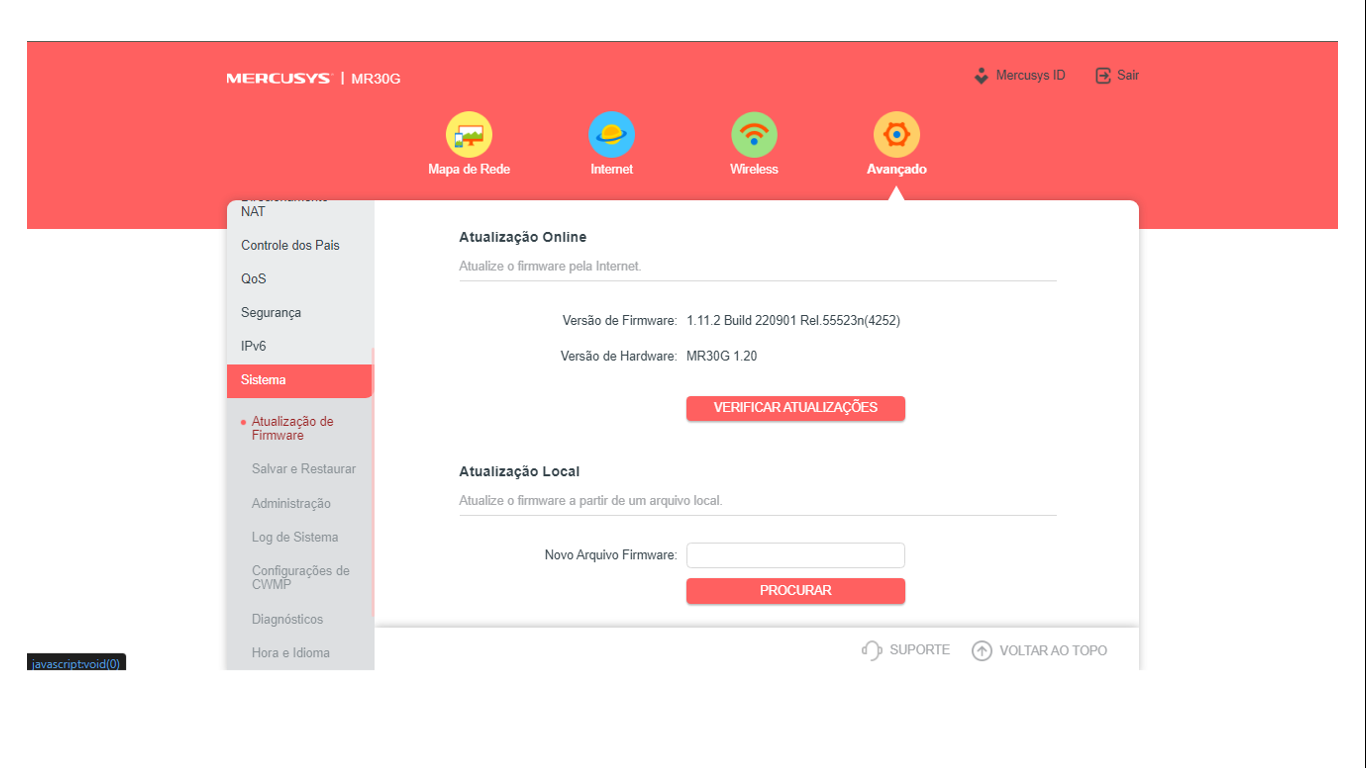 MERCUSYS | MR30G
Mercusys ID
Sair
Mapa de Rede
Internet
Wireless
Avançado
NAT
Controle dos Pais
QoS
Segurança
IPv6
Sistema
Atualização de
Firmware
Salvar e Restaurar
Administração
Log de Sistema
Configurações de
CWMP
Diagnósticos
Hora e Idioma
Atualização Online
Atualize o firmware pela Internet.
Versão de Firmware: 1.11.2 Build 220901 Rel.55523n(4252)
Versão de Hardware: MR30G 1.20
VERIFICAR ATUALIZAÇÕES
Atualização Local
Atualize o firmware a partir de um arquivo local.
Novo Arquivo Firmware:
PROCURAR
SUPORTE
VOLTAR AO TOPO
javascript:void(0)